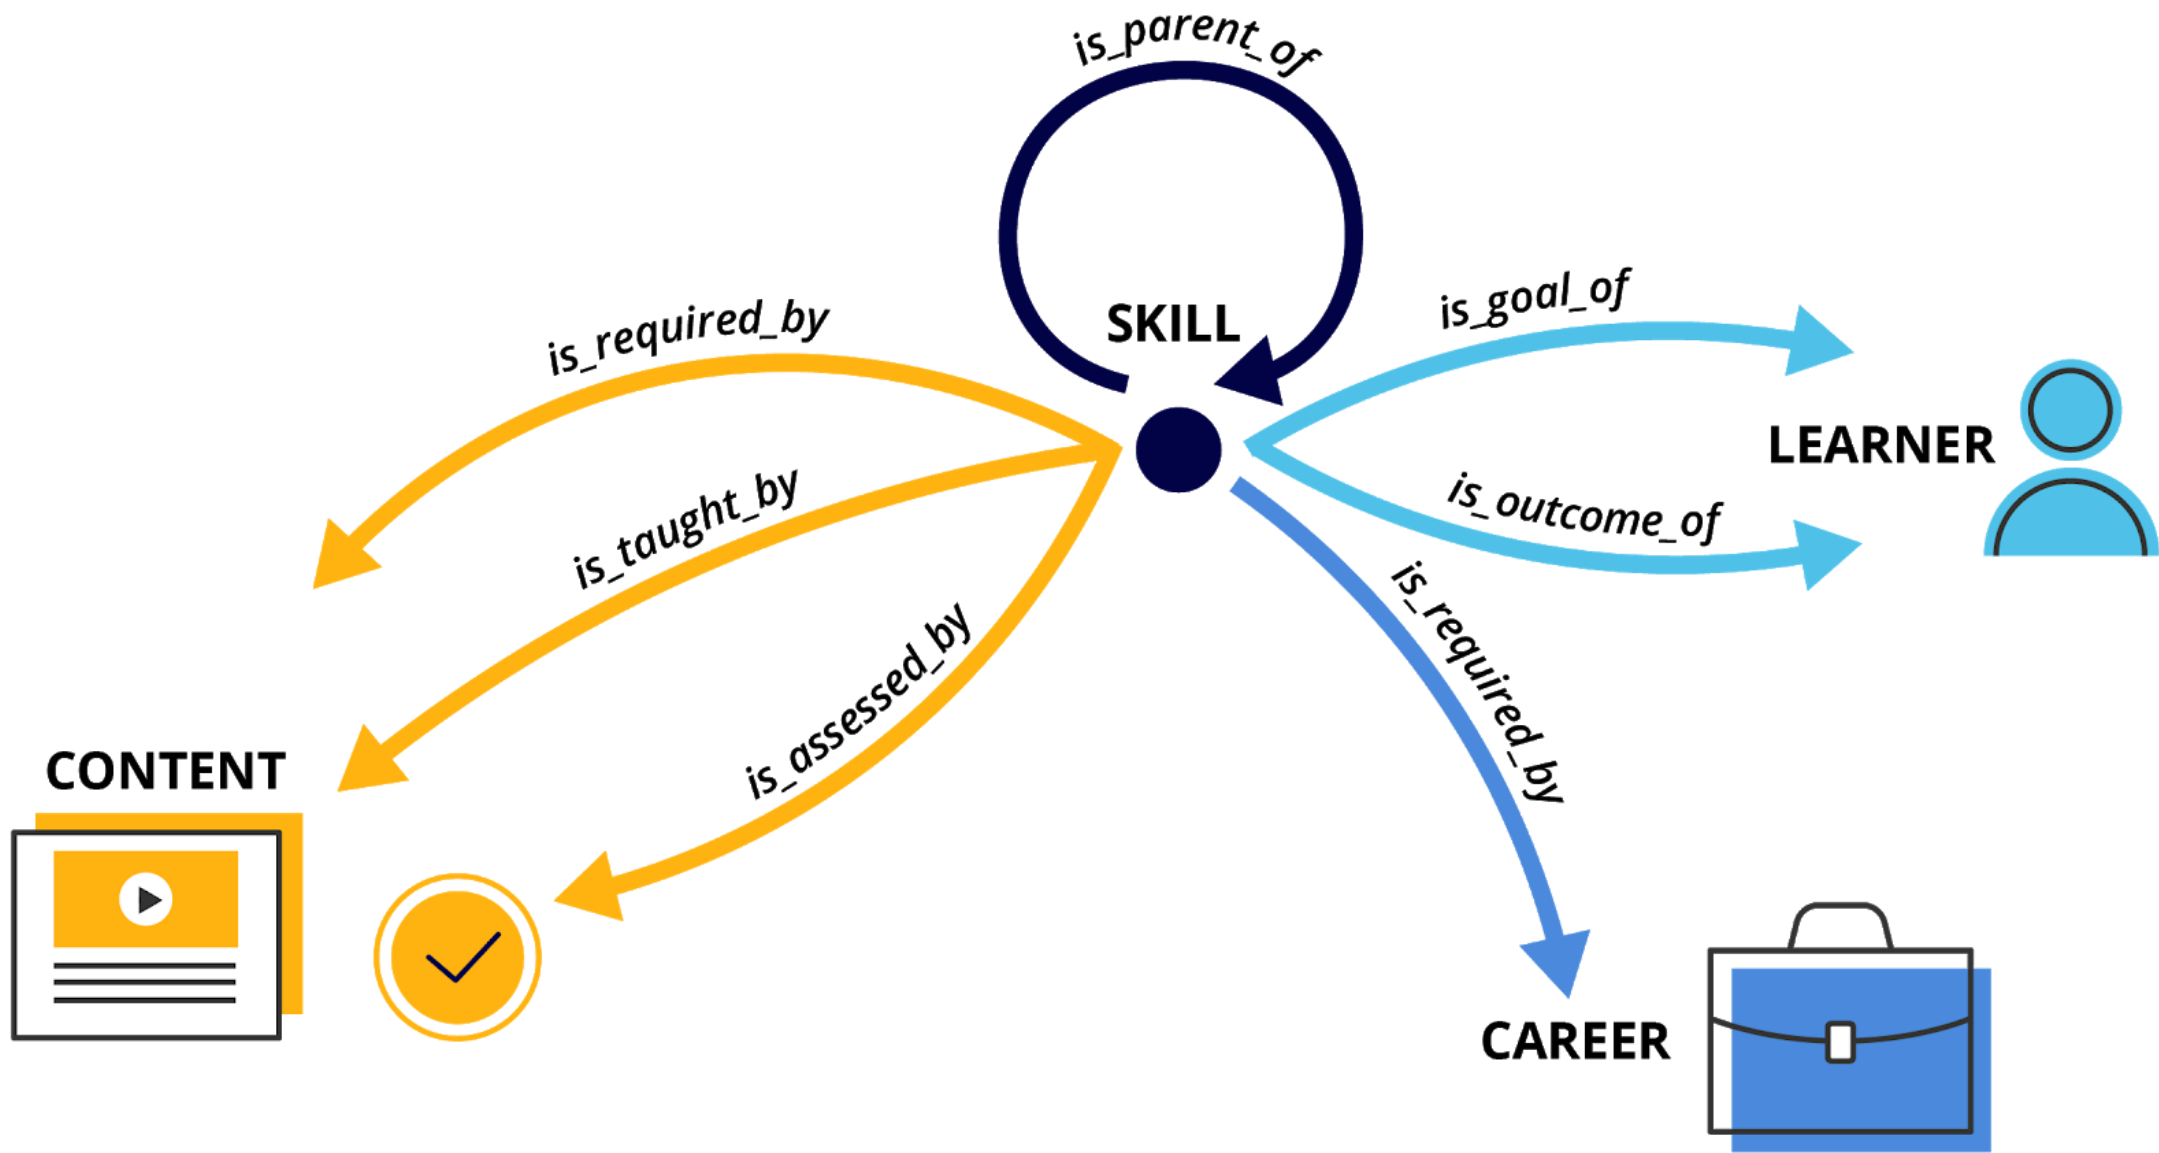 is_parent_of
SKILL
is_required_by
is_taught_by
is_assessed_by
is_goal_of
is_outcome_of
is_required_by
LEARNER
CONTENT
CAREER